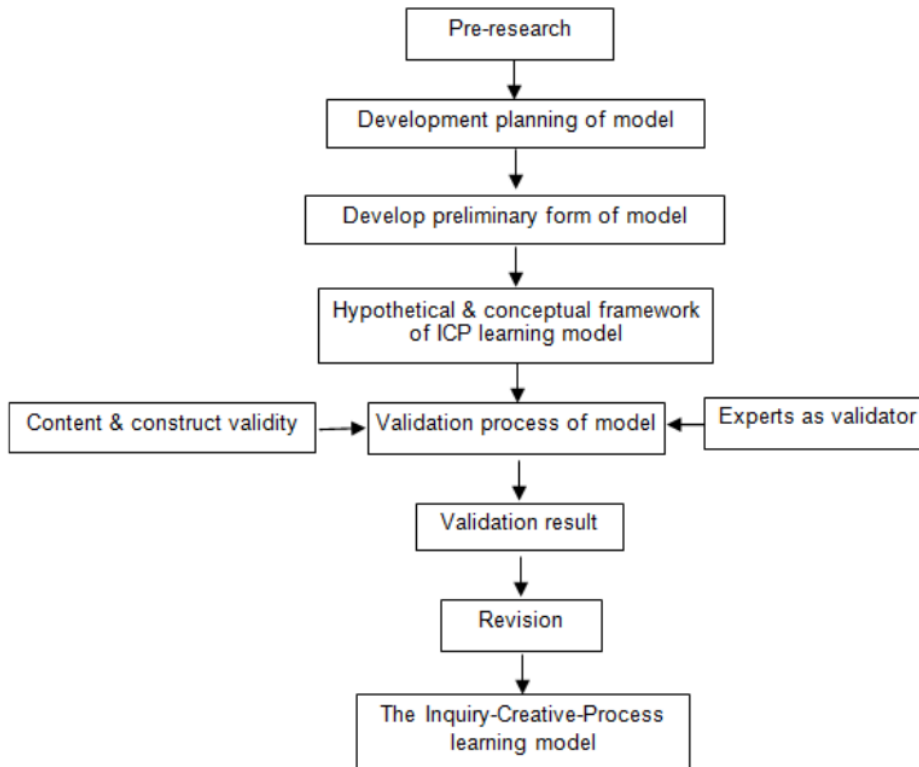 Pre-research
Development planning of model
Develop preliminary form of model
Hypothetical & conceptual framework
of ICP learning model
Content & construct validity
Validation process of model
Experts as validator
Validation result
Revision
The Inquiry-Creative-Process
learning model